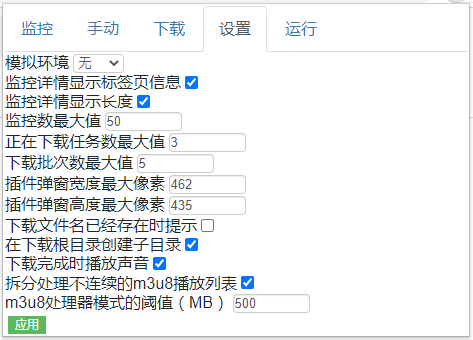 监控 手动 下载 设置 运行
模拟环境 无
监控详情显示标签页信息
监控详情显示长度
监控数最大值 50
正在下载任务数最大值 3
下载批次数最大值 5
插件弹窗宽度最大像素 462
插件弹窗高度最大像素 435
下载文件名已经存在时提示
在下载根目录创建子目录
下载完成时播放声音
拆分处理不连续的m3u8播放列表
m3u8处理器模式的阈值（MB） 500
应用